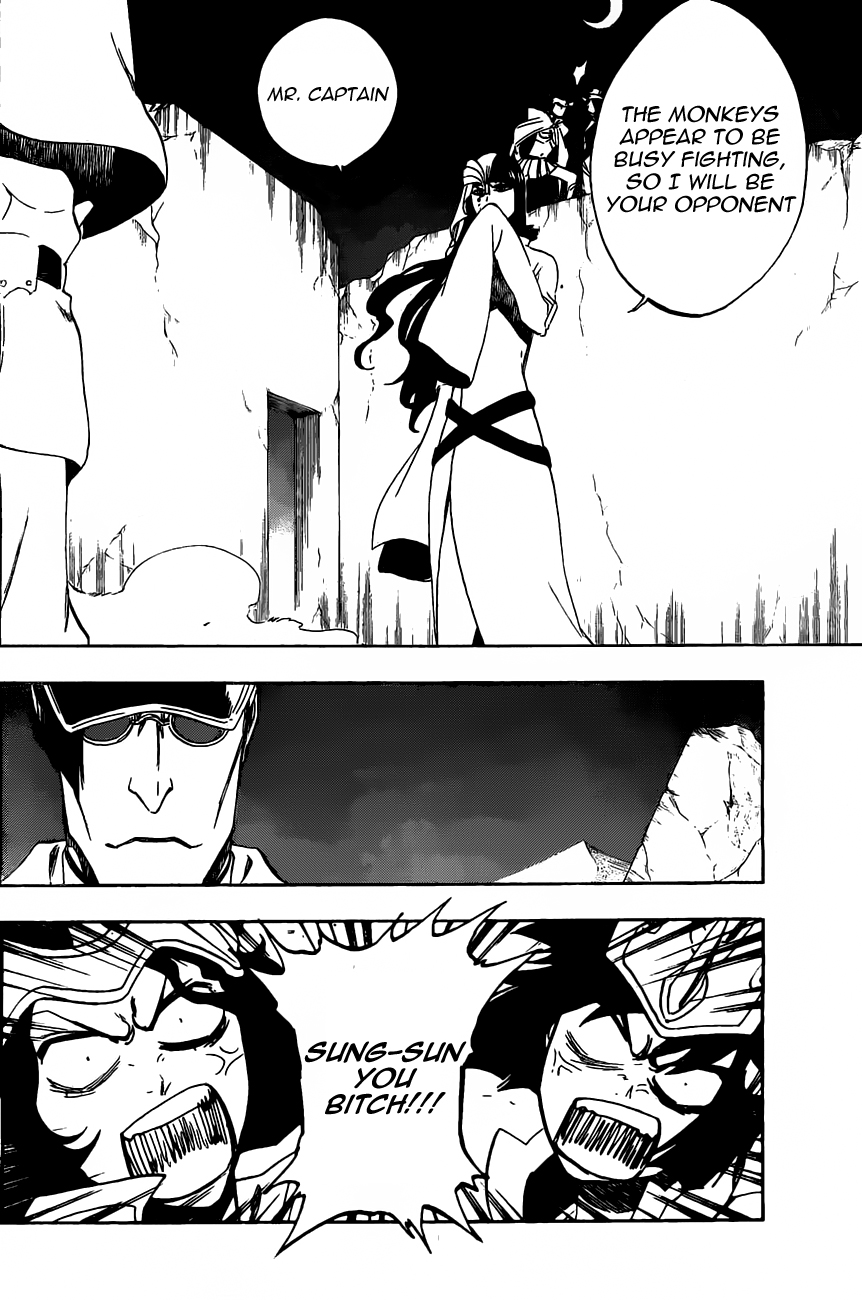 THE MONKEYS
APPEAR TO BE
BUSY FIGHTING,
SO I WILL BE
YOUR OPPONENT
MR. CAPTAIN
SUNG-SUN
YOU
BITCH!!!